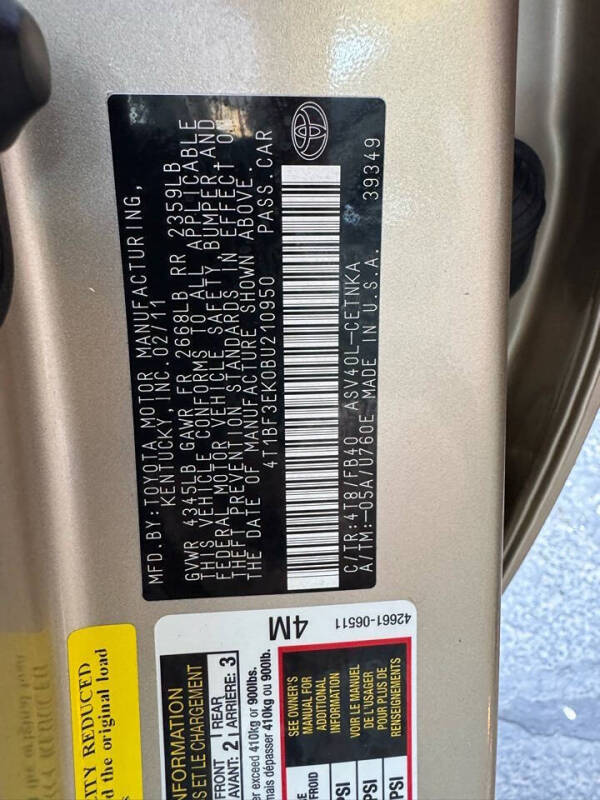 MFD. BY: TOYOTA MOTOR MANUFACTURING,
KENTUCKY, INC. 02/11
GVWR 4345LB GAWR FR 2668LB RR 2359LB
THIS VEHICLE CONFORMS TO ALL APPLICABLE
FEDERAL MOTOR VEHICLE SAFETY, BUMPER AND
THEFT PREVENTION STANDARDS IN EFFECT ON
THE DATE OF MANUFACTURE SHOWN ABOVE.
4T1BF3EK0BU210950 PASS. CAR
C/TR:4T8/FB40 ASV40L-CETNKA
A/TM:-05A/U760E MADE IN U.S.A. 39349
4M
42661-06511
NFORMATION
S ET LE CHARGEMENT
FRONT: 2 REAR 3
AVANT: 2 ARRIÈRE: 3
er exceed 410kg or 900lbs.
mais dépasser 410kg ou 900lb.
SEE OWNER'S
MANUAL FOR
ADDITIONAL
INFORMATION
VOIR LE MANUEL
DE L'USAGER
POUR PLUS DE
RENSEIGNEMENTS
FROID
PSI
PSI
PSI
ITY REDUCED
d the original load